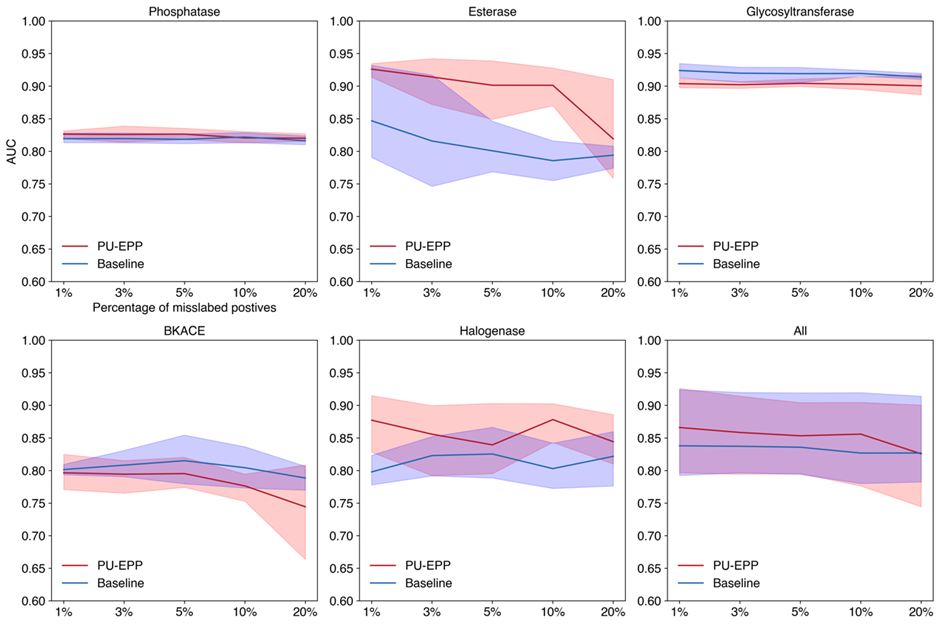 Phosphatase
1.00
0.95
0.90
0.85
0.80
0.75
0.70
0.65
0.60
AUC
PU-EPP
Baseline
1% 3% 5% 10% 20%
Percentage of misslabed postives
Esterase
1.00
0.95
0.90
0.85
0.80
0.75
0.70
0.65
0.60
PU-EPP
Baseline
1% 3% 5% 10% 20%
Glycosyltransferase
1.00
0.95
0.90
0.85
0.80
0.75
0.70
0.65
0.60
PU-EPP
Baseline
1% 3% 5% 10% 20%
BKACE
1.00
0.95
0.90
0.85
0.80
0.75
0.70
0.65
0.60
PU-EPP
Baseline
1% 3% 5% 10% 20%
Halogenase
1.00
0.95
0.90
0.85
0.80
0.75
0.70
0.65
0.60
PU-EPP
Baseline
1% 3% 5% 10% 20%
All
1.00
0.95
0.90
0.85
0.80
0.75
0.70
0.65
0.60
PU-EPP
Baseline
1% 3% 5% 10% 20%